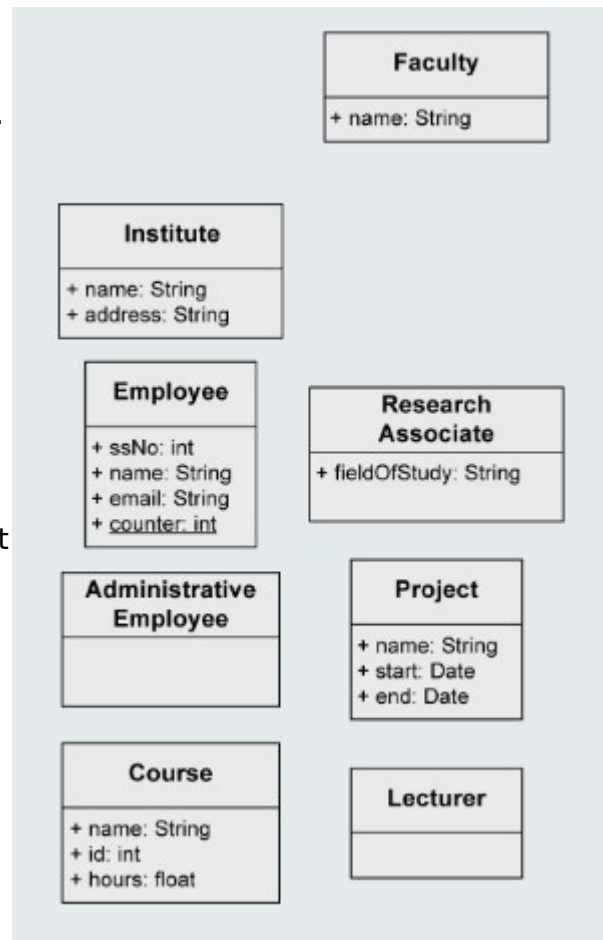 Faculty
+ name: String
.
Institute
+ name: String
+ address: String
Employee
+ ssNo: int
+ name: String
+ email: String
+ counter: int
Research
Associate
+ fieldOfStudy: String
t
Administrative
Employee
Project
+ name: String
+ start: Date
+ end: Date
Course
+ name: String
+ id: int
+ hours: float
Lecturer